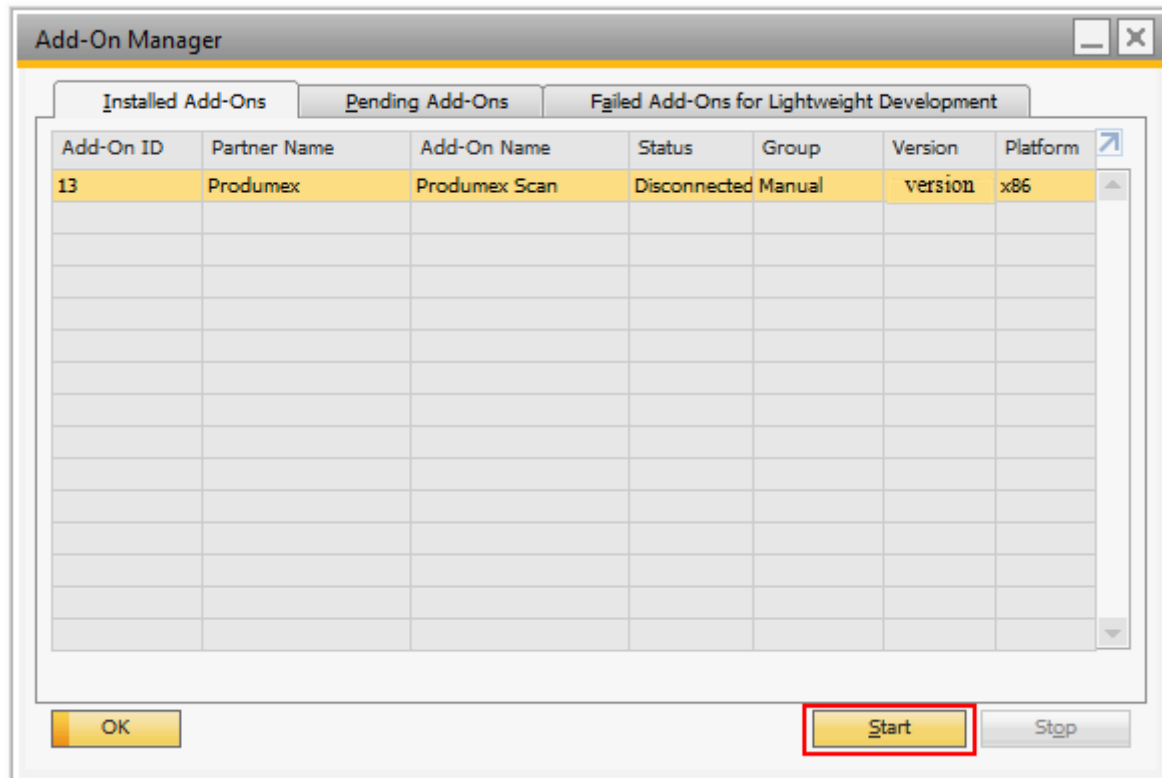 Add-On Manager
Installed Add-Ons Pending Add-Ons Failed Add-Ons for Lightweight Development
Add-On ID Partner Name Add-On Name Status Group Version Platform
13 Produmex Produmex Scan Disconnected Manual version x86
OK Start Stop